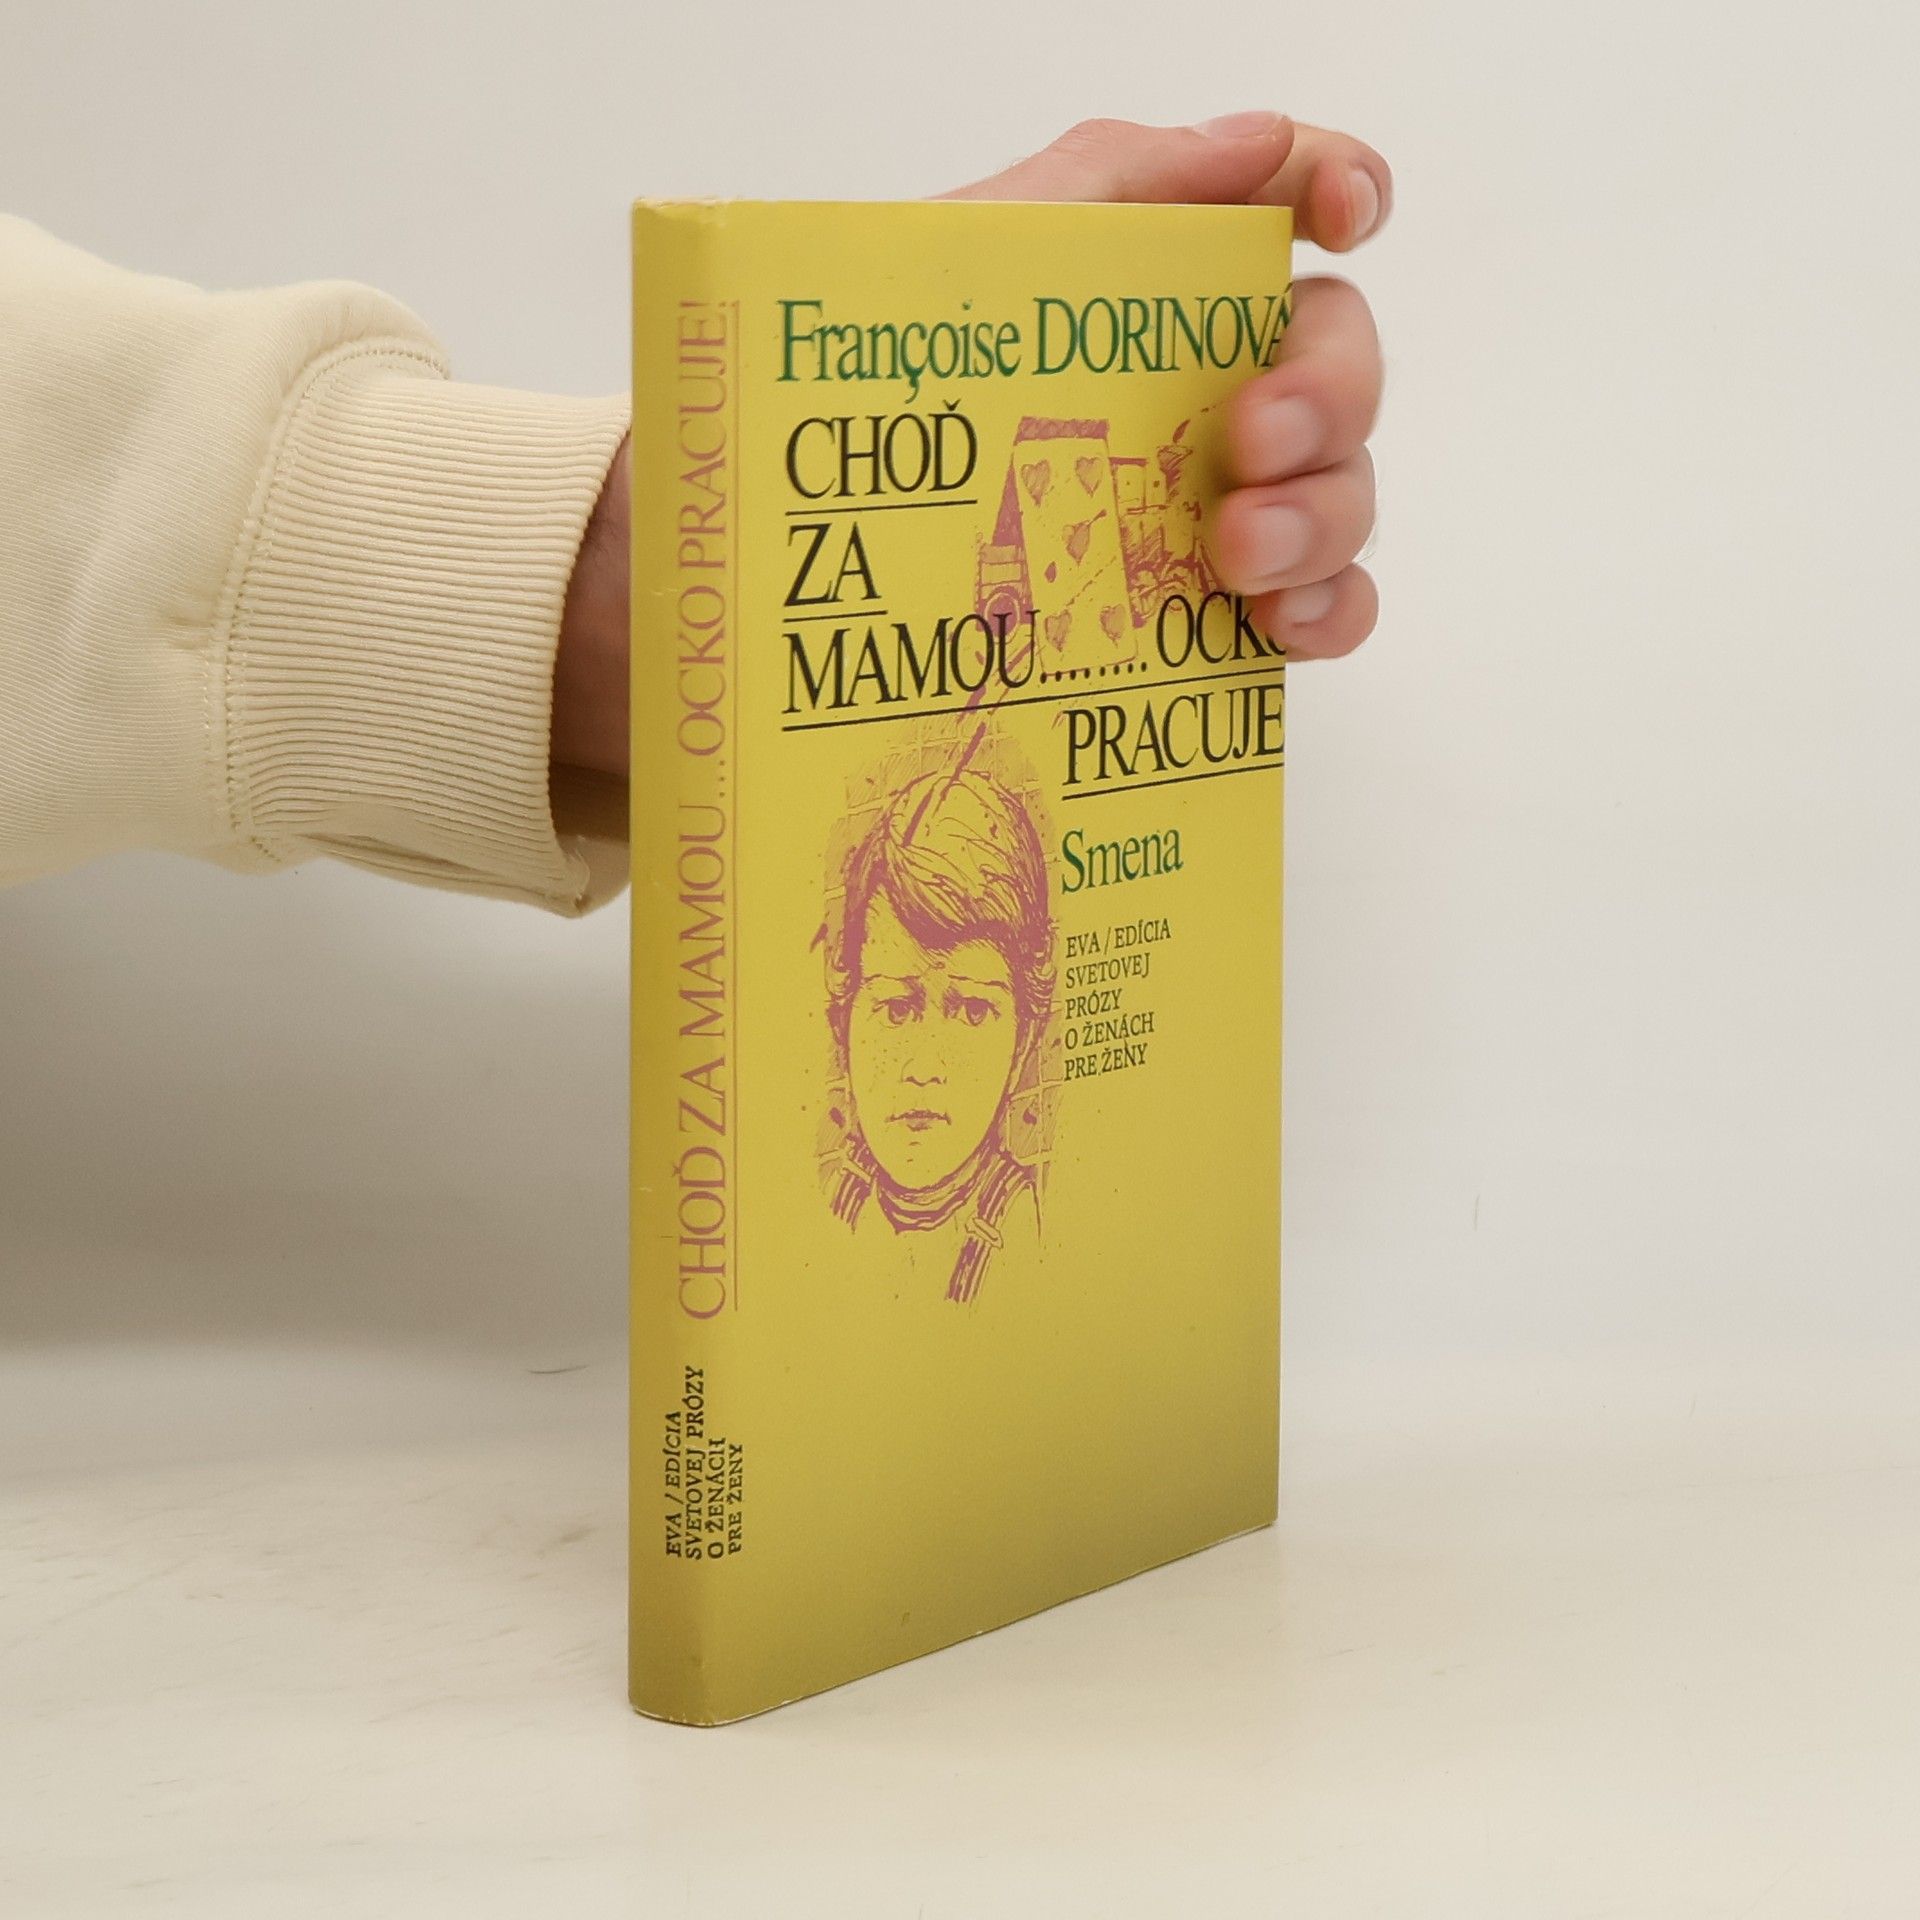 Françoise DORINOVÁ
CHOĎ
ZA
MAMOU........OCKO
PRACUJE
Smena
EVA / EDÍCIA
SVETOVEJ
PRÓZY
O ŽENÁCH
PRE ŽENY
CHOĎ ZA MAMOU...OCKO PRACUJE!
EVA / EDÍCIA
SVETOVEJ PRÓZY
O ŽENÁCH
PRE ŽENY